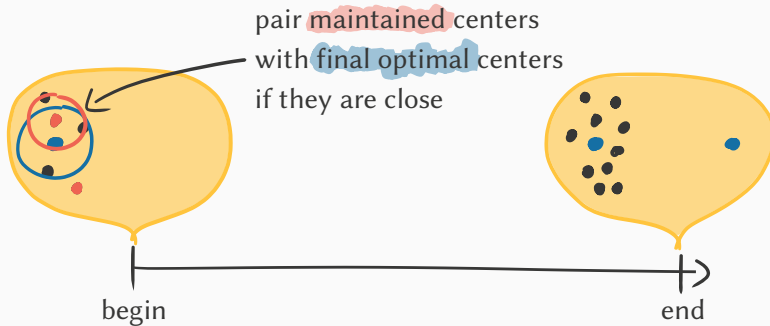 pair maintained centers
with final optimal centers
if they are close
begin
end